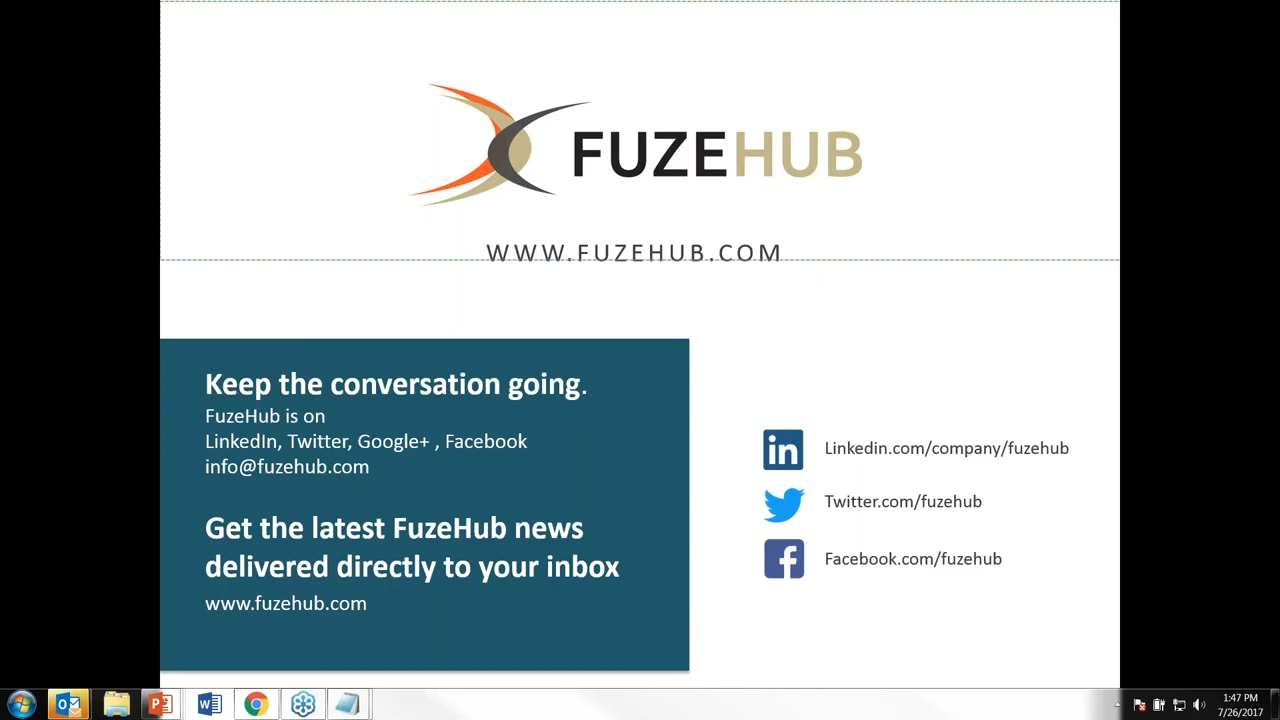 FUZEHUB
WWW.FUZEHUB.COM
Keep the conversation going.
FuzeHub is on
LinkedIn, Twitter, Google+ , Facebook
info@fuzehub.com
Get the latest FuzeHub news
delivered directly to your inbox
www.fuzehub.com
in Linkedin.com/company/fuzehub
Twitter.com/fuzehub
f Facebook.com/fuzehub
1:47 PM
7/26/2017